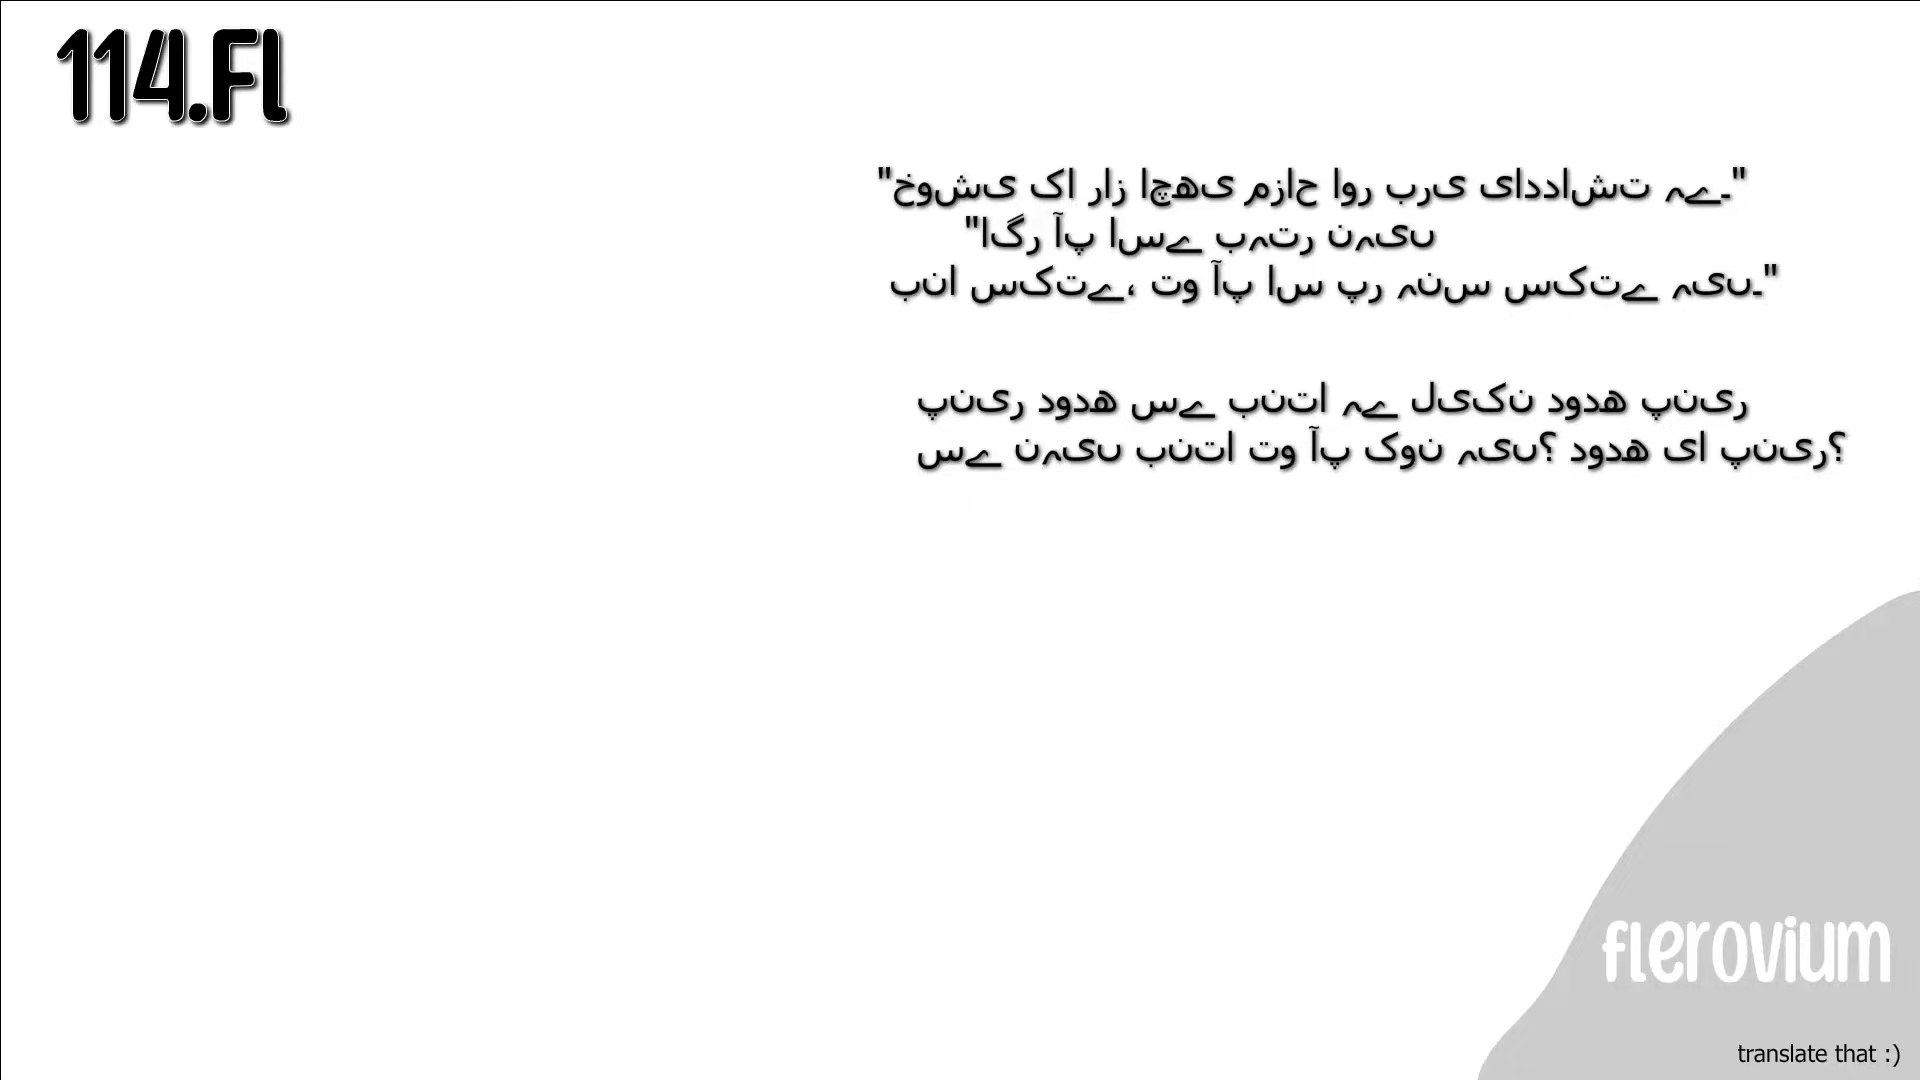 114.Fl
"خوشی کا راز اچھی مزاح اور بری یادداشت ہے۔"
"اگر آپ اسے بہتر نہیں
بنا سکتے، تو آپ اس پر ہنس سکتے ہیں۔"
پنیر دودھ سے بنتا ہے لیکن دودھ پنیر
سے نہیں بنتا تو آپ کون ہیں؟ دودھ یا پنیر؟
flerovium
translate that :)